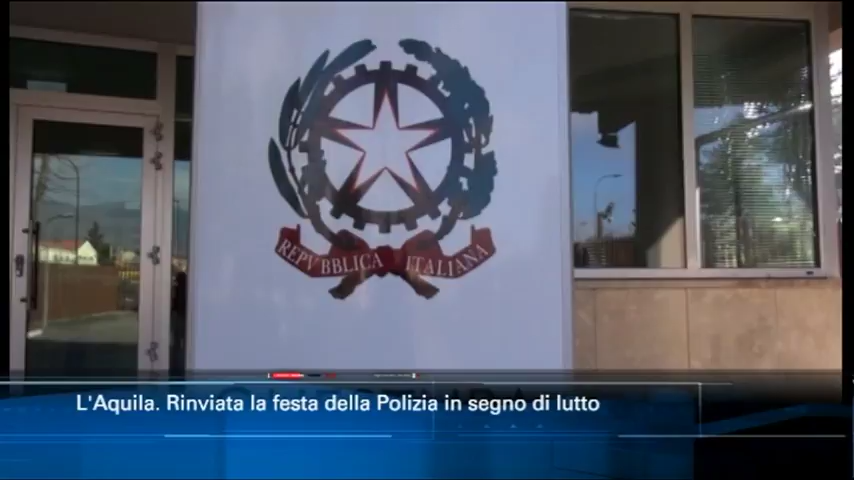 REPVBBLICA ITALIANA
L'Aquila. Rinviata la festa della Polizia in segno di lutto